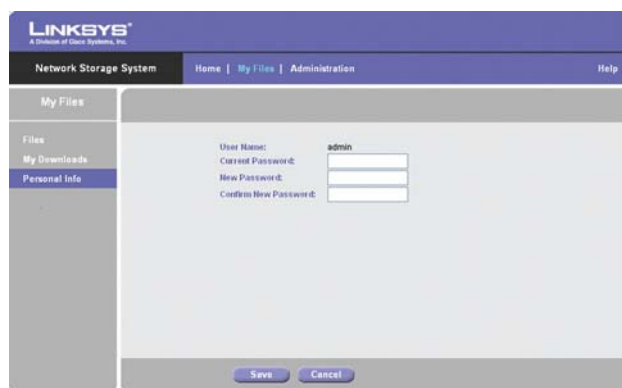 LINKSYS®
A Division of Cisco Systems, Inc.
Network Storage System
Home | My Files | Administration
Help
My Files
Files
My Downloads
Personal Info
User Name: admin
Current Password:
New Password:
Confirm New Password:
Save
Cancel